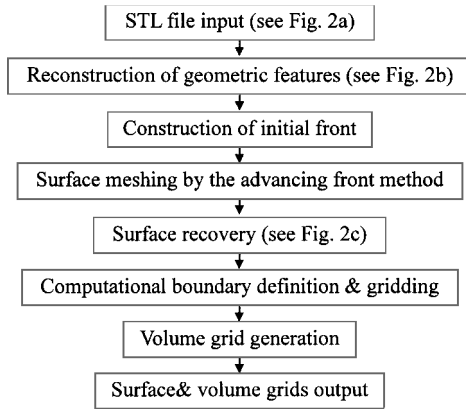 STL file input (see Fig. 2a)
Reconstruction of geometric features (see Fig. 2b)
Construction of initial front
Surface meshing by the advancing front method
Surface recovery (see Fig. 2c)
Computational boundary definition & gridding
Volume grid generation
Surface& volume grids output